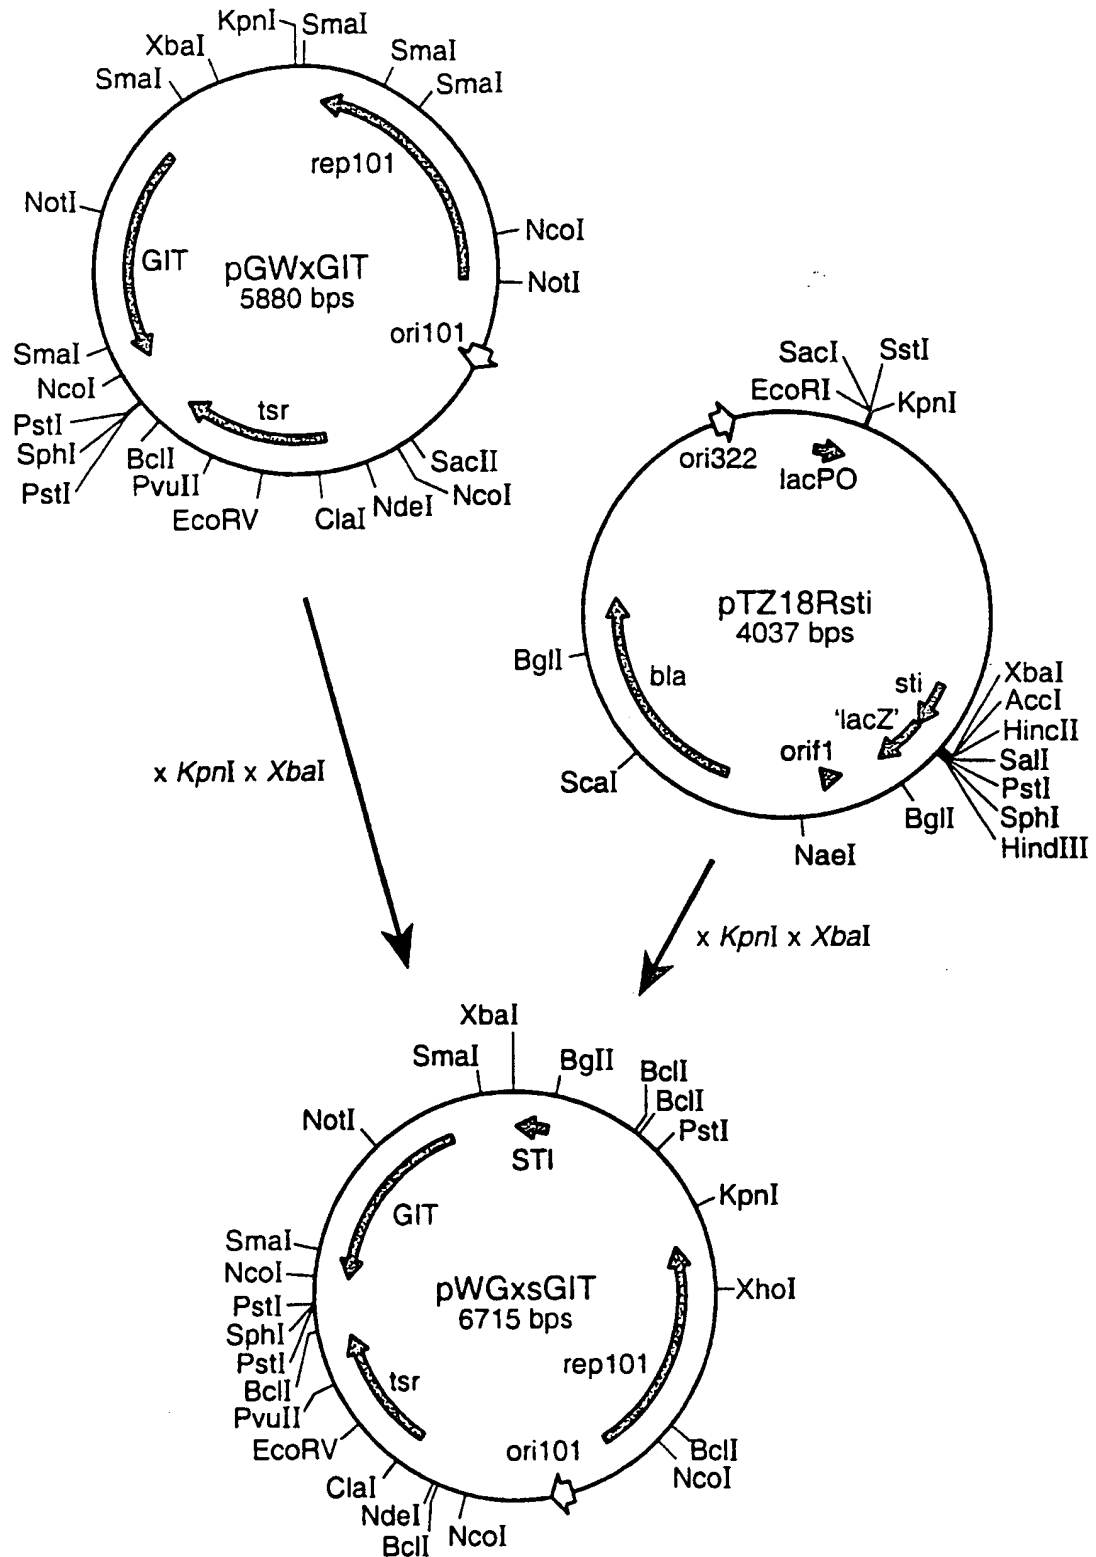 KpnI
SmaI
XbaI
SmaI
SmaI
SmaI
rep101
NotI
NcoI
GIT
pGWxGIT
5880 bps
NotI
ori101
SmaI
NcoI
PstI
SphI
PstI
tsr
BclI
PvuII
EcoRV
ClaI
NdeI
NcoI
SacII
SacI
SstI
EcoRI
KpnI
ori322
lacPO
pTZ18Rsti
4037 bps
BglI
bla
sti
'lacZ'
orif1
XbaI
AccI
HincII
SalI
PstI
SphI
HindIII
ScaI
BglI
NaeI
x KpnI x XbaI
x KpnI x XbaI
XbaI
SmaI
BglI
BclI
BclI
PstI
NotI
STI
KpnI
GIT
SmaI
NcoI
PstI
SphI
PstI
BclI
PvuII
EcoRV
ClaI
NdeI
BclI
NcoI
pWGxsGIT
6715 bps
XhoI
rep101
tsr
ori101
BclI
NcoI